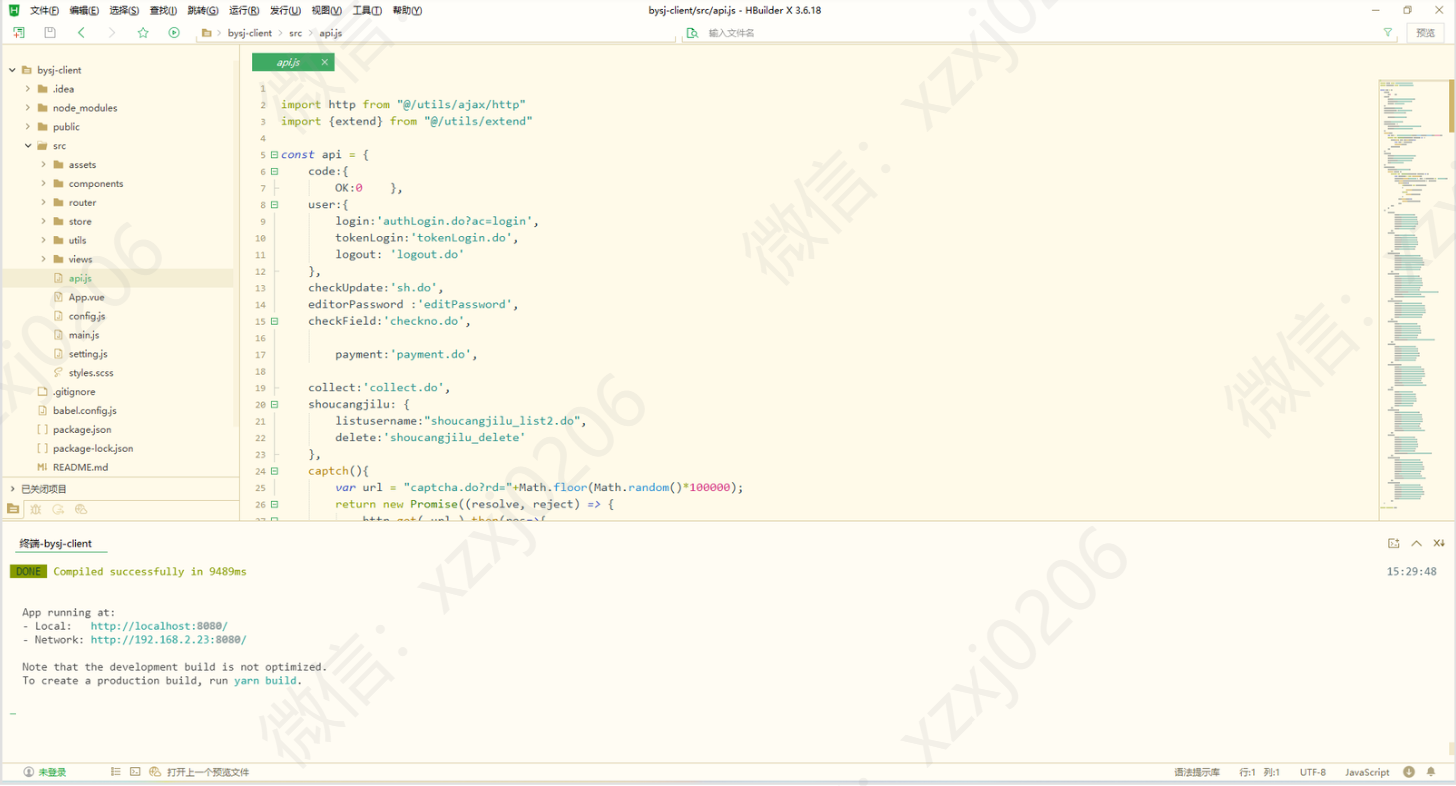 文件(F) 编辑(E) 选择(S) 查找(I) 跳转(G) 运行(R) 发行(U) 视图(V) 工具(T) 帮助(Y)
bysj-client/src/api.js - HBuilder X 3.6.18
bysj-client > src > api.js
输入文件名
预览
bysj-client
.idea
node_modules
public
src
assets
components
router
store
utils
views
api.js
App.vue
config.js
main.js
setting.js
styles.scss
.gitignore
babel.config.js
package.json
package-lock.json
README.md
已关闭项目
api.js
1
2 import http from "@/utils/ajax/http"
3 import {extend} from "@/utils/extend"
4
5 const api = {
6 code:{
7 OK:0 },
8 user:{
9 login:'authLogin.do?ac=login',
10 tokenLogin:'tokenLogin.do',
11 logout: 'logout.do'
12 },
13 checkUpdate:'sh.do',
14 editorPassword :'editPassword',
15 checkField:'checkno.do',
16
17 payment:'payment.do',
18
19 collect:'collect.do',
20 shoucangjilu: {
21 listusername:"shoucangjilu_list2.do",
22 delete:'shoucangjilu_delete'
23 },
24 captch(){
25 var url = "captcha.do?rd="+Math.floor(Math.random()*100000);
26 return new Promise((resolve, reject) => {
27 http.get( url ).then(res=>{
终端-bysj-client
DONE Compiled successfully in 9489ms
15:29:48
App running at:
- Local: http://localhost:8080/
- Network: http://192.168.2.23:8080/
Note that the development build is not optimized.
To create a production build, run yarn build.
未登录
打开上一个预览文件
语法提示库 行:1 列:1 UTF-8 JavaScript
微信：xzxj0206